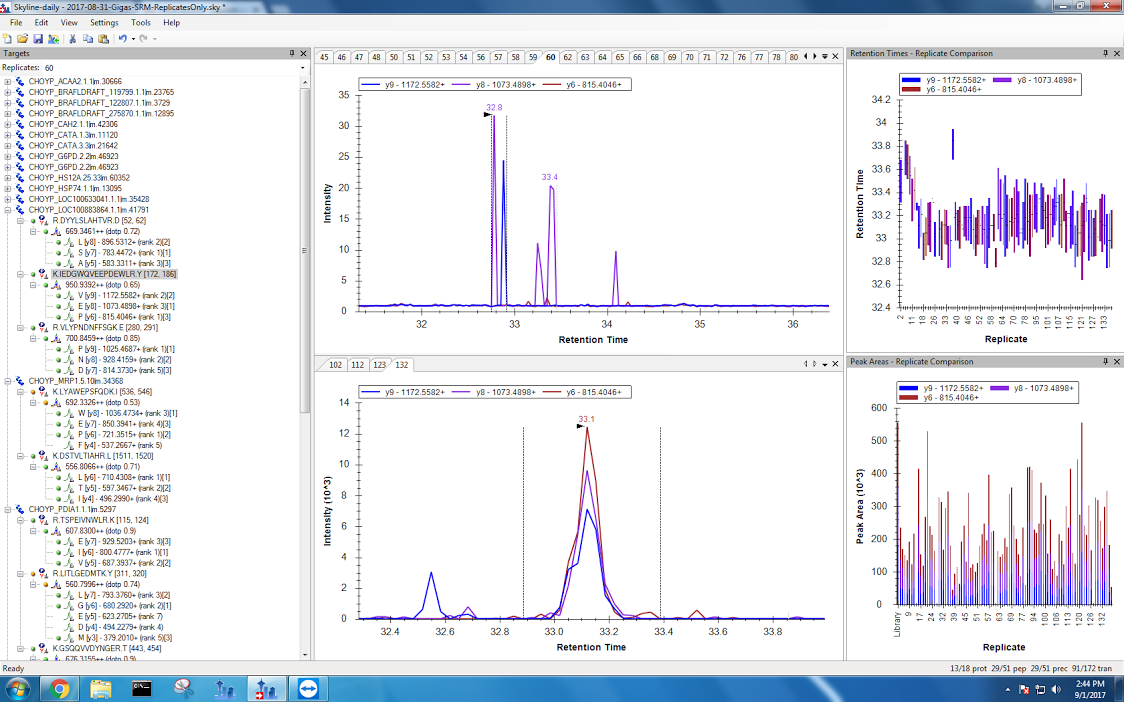 Skyline-daily - 2017-08-31-Gigas-SRM-ReplicatesOnly.sky *
File Edit View Settings Tools Help
Targets
Replicates: 60
CHOYP_ACAA2.1.1|m.30666
CHOYP_BRAFLDRAFT_119799.1.1|m.23765
CHOYP_BRAFLDRAFT_122807.1.1|m.3729
CHOYP_BRAFLDRAFT_275870.1.1|m.12895
CHOYP_CAH2.1.1|m.42306
CHOYP_CATA.1.3|m.11120
CHOYP_CATA.3.3|m.21642
CHOYP_G6PD.2.2|m.46923
CHOYP_G6PD.2.2|m.46923
CHOYP_HS12A.25.33|m.60352
CHOYP_HSP74.1.1|m.13095
CHOYP_LOC100633041.1.1|m.35428
CHOYP_LOC100883864.1.1|m.41791
R.DYYLSLAHTVR.D [52, 62]
669.3461++ (dotp 0.72)
L [y8] - 896.5312+ (rank 2)[2]
S [y7] - 783.4472+ (rank 1)[1]
A [y5] - 583.3311+ (rank 3)[3]
K.IEDGWQVEEPDEWLR.Y [172, 186]
950.9392++ (dotp 0.65)
V [y9] - 1172.5582+ (rank 2)[2]
E [y8] - 1073.4898+ (rank 3)[1]
P [y6] - 815.4046+ (rank 1)[3]
R.VLYPNDNFFSGK.E [280, 291]
700.8459++ (dotp 0.85)
P [y9] - 1025.4687+ (rank 1)[1]
N [y8] - 928.4159+ (rank 2)[2]
D [y7] - 814.3730+ (rank 5)[3]
CHOYP_MRP1.5.10|m.34368
K.LYAWEPSFQDK.I [536, 546]
692.3326++ (dotp 0.53)
W [y8] - 1036.4734+ (rank 3)[1]
E [y7] - 850.3941+ (rank 4)[3]
P [y6] - 721.3515+ (rank 1)[2]
F [y4] - 537.2667+ (rank 5)
K.DSTVLTIAHR.L [1511, 1520]
556.8066++ (dotp 0.71)
L [y6] - 710.4308+ (rank 1)[1]
T [y5] - 597.3467+ (rank 2)[2]
I [y4] - 496.2990+ (rank 4)[3]
CHOYP_PDIA1.1.1|m.5297
R.TSPEIVNWLR.K [115, 124]
607.8300++ (dotp 0.9)
E [y7] - 929.5203+ (rank 3)[3]
I [y6] - 800.4777+ (rank 1)[1]
V [y5] - 687.3937+ (rank 2)[2]
R.LITLGEDMTK.Y [311, 320]
560.7996++ (dotp 0.74)
L [y7] - 793.3760+ (rank 3)[2]
G [y6] - 680.2920+ (rank 2)[1]
E [y5] - 623.2705+ (rank 7)
D [y4] - 494.2279+ (rank 4)
M [y3] - 379.2010+ (rank 5)[3]
K.GSQQVVDYNGER.T [443, 454]
676.3155++ (dotp 0.9)
45 46 47 48 50 51 52 53 54 55 56 57 58 59 60 62 63 64 65 66 68 69 70 71 72 76 77 78 80
y9 - 1172.5582+ y8 - 1073.4898+ y6 - 815.4046+
32.8
33.4
35
30
25
20
15
10
5
0
Intensity
32 33 34 35 36
Retention Time
102 112 123 132
y9 - 1172.5582+ y8 - 1073.4898+ y6 - 815.4046+
33.1
14
12
10
8
6
4
2
0
Intensity (10^3)
32.4 32.6 32.8 33.0 33.2 33.4 33.6 33.8
Retention Time
Retention Times - Replicate Comparison
y9 - 1172.5582+ y8 - 1073.4898+
y6 - 815.4046+
34.2
34
33.8
33.6
33.4
33.2
33
32.8
32.6
32.4
Retention Time
2 11 18 26 33 40 46 52 58 64 70 78 85 95 101 107 115 121 127 133
Replicate
Peak Areas - Replicate Comparison
y9 - 1172.5582+ y8 - 1073.4898+
y6 - 815.4046+
600
500
400
300
200
100
0
Peak Area (10^3)
Library 9 17 24 32 39 45 51 57 63 69 77 84 94 100 106 113 120 126 132
Replicate
Ready
13/18 prot 29/51 pep 29/51 prec 91/172 tran
2:44 PM
9/1/2017